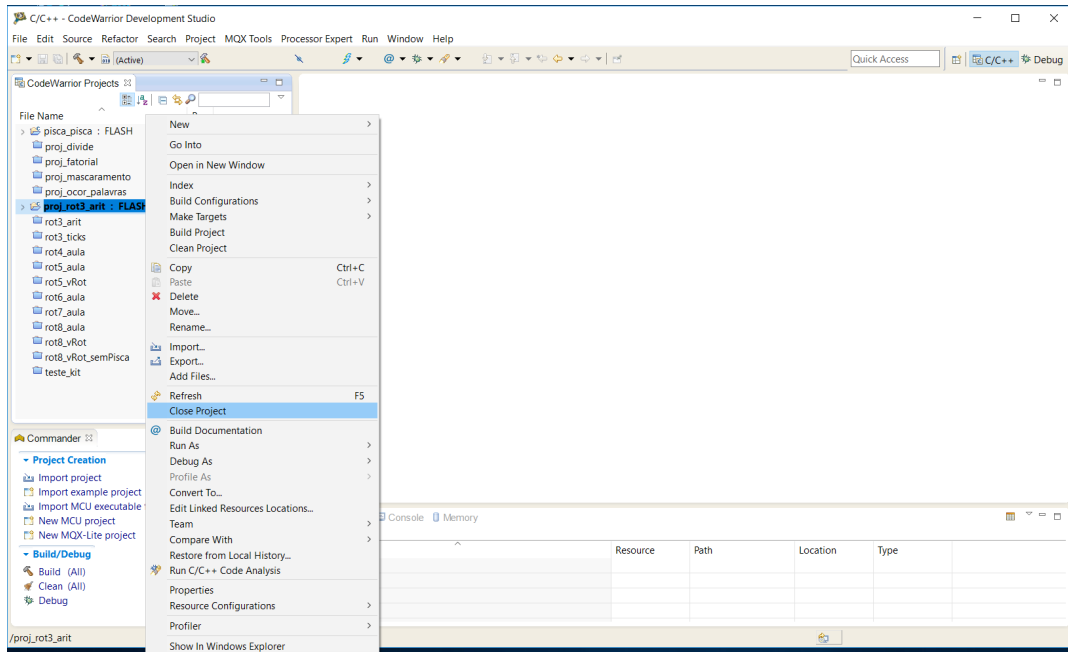 C/C++ - CodeWarrior Development Studio
File Edit Source Refactor Search Project MQX Tools Processor Expert Run Window Help
(Active)
Quick Access
C/C++
Debug
CodeWarrior Projects
File Name
pisca_pisca : FLASH
proj_divide
proj_fatorial
proj_mascaramento
proj_ocor_palavras
proj_rot3_arit : FLASH
rot3_arit
rot3_ticks
rot4_aula
rot5_aula
rot5_vRot
rot6_aula
rot7_aula
rot8_aula
rot8_vRot
rot8_vRot_semPisca
teste_kit
New
Go Into
Open in New Window
Index
Build Configurations
Make Targets
Build Project
Clean Project
Copy Ctrl+C
Paste Ctrl+V
Delete
Move...
Rename...
Import...
Export...
Add Files...
Refresh F5
Close Project
Build Documentation
Run As
Debug As
Profile As
Convert To...
Edit Linked Resources Locations...
Team
Compare With
Restore from Local History...
Run C/C++ Code Analysis
Properties
Resource Configurations
Profiler
Show In Windows Explorer
Commander
Project Creation
Import project
Import example project
Import MCU executable
New MCU project
New MQX-Lite project
Build/Debug
Build (All)
Clean (All)
Debug
Console Memory
Resource Path Location Type
/proj_rot3_arit